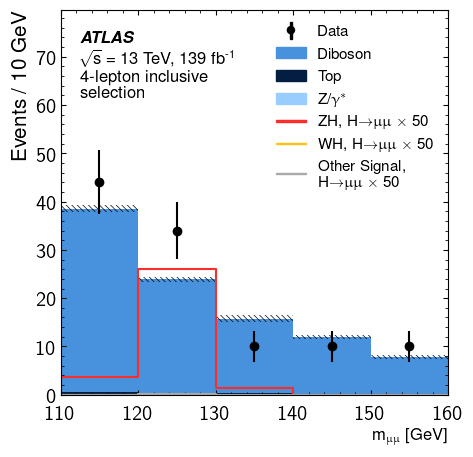 ATLAS
√s = 13 TeV, 139 fb⁻¹
4-lepton inclusive
selection
Data
Diboson
Top
Z/γ*
ZH, H→μμ × 50
WH, H→μμ × 50
Other Signal,
H→μμ × 50
Events / 10 GeV
70
60
50
40
30
20
10
0
110 120 130 140 150 160
mμμ [GeV]